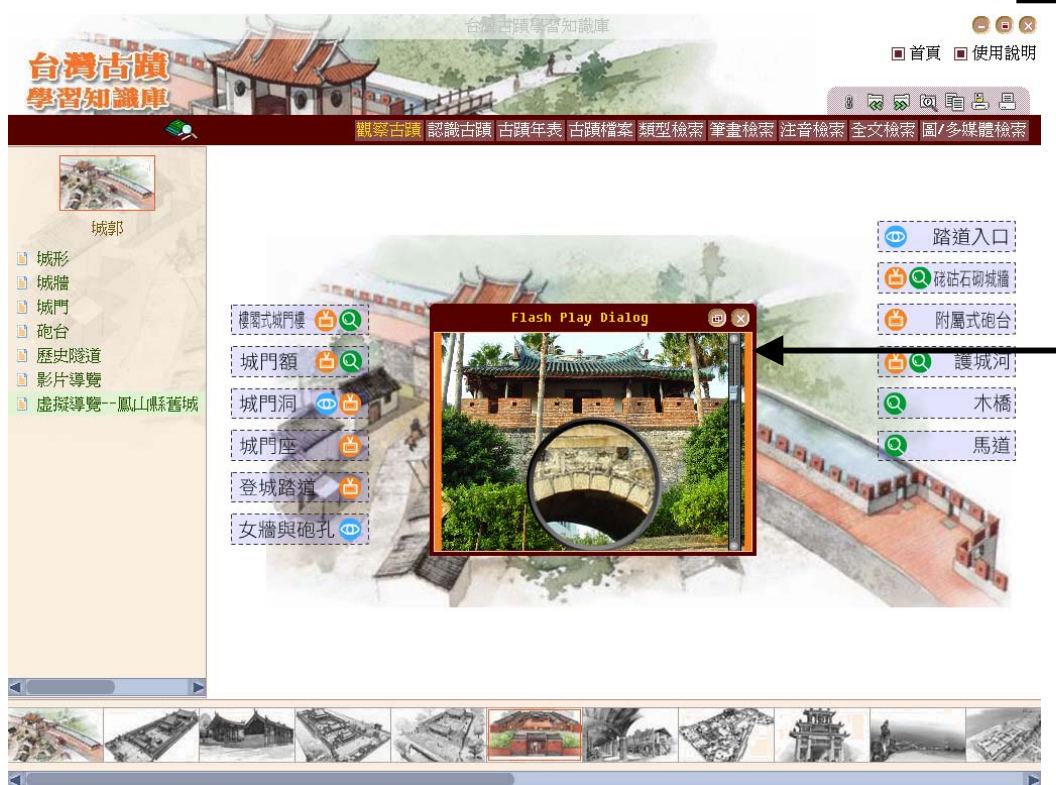 台灣古蹟學習知識庫
台灣古蹟
學習知識庫
首頁 使用說明
觀察古蹟 認識古蹟 古蹟年表 古蹟檔案 類型檢索 筆畫檢索 注音檢索 全文檢索 圖/多媒體檢索
城郭
城形
城牆
城門
砲台
歷史隧道
影片導覽
虛擬導覽--鳳山縣舊城
樓閣式城門樓
城門額
城門洞
城門座
登城踏道
女牆與砲孔
Flash Play Dialog
踏道入口
硓𥑮石砌城牆
附屬式砲台
護城河
木橋
馬道